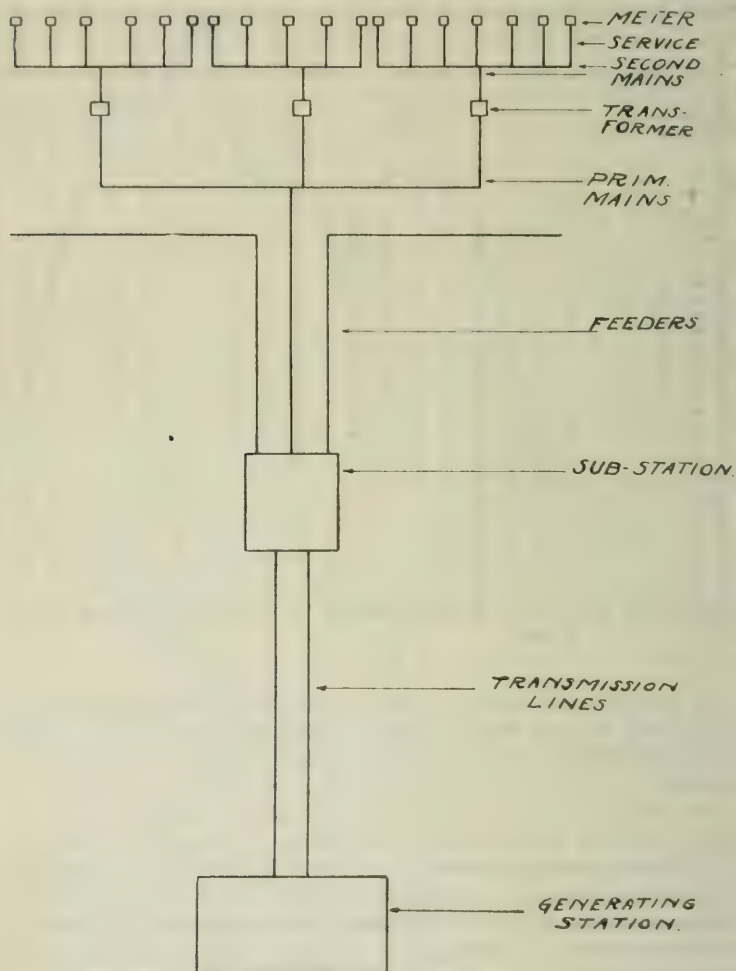 METER
SERVICE
SECOND
MAINS
TRANS-
FORMER
PRIM.
MAINS
FEEDERS
SUB-STATION.
TRANSMISSION
LINES
GENERATING
STATION.